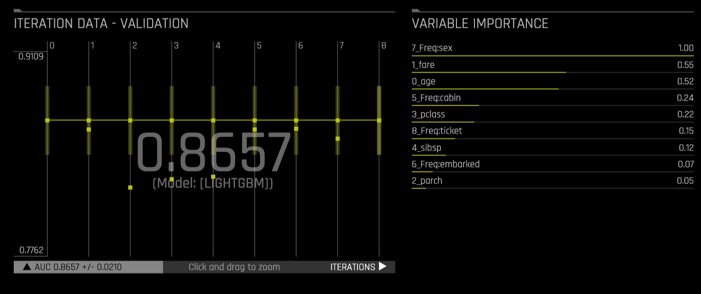 ITERATION DATA - VALIDATION
0 1 2 3 4 5 6 7 8
0.9109
0.8657
(Model: [LIGHTGBM])
0.7762
▲ AUC 0.8657 +/- 0.0210 Click and drag to zoom ITERATIONS ▶
VARIABLE IMPORTANCE
7_Freq:sex 1.00
1_fare 0.55
0_age 0.52
5_Freq:cabin 0.24
3_pclass 0.22
8_Freq:ticket 0.15
4_sibsp 0.12
6_Freq:embarked 0.07
2_parch 0.05